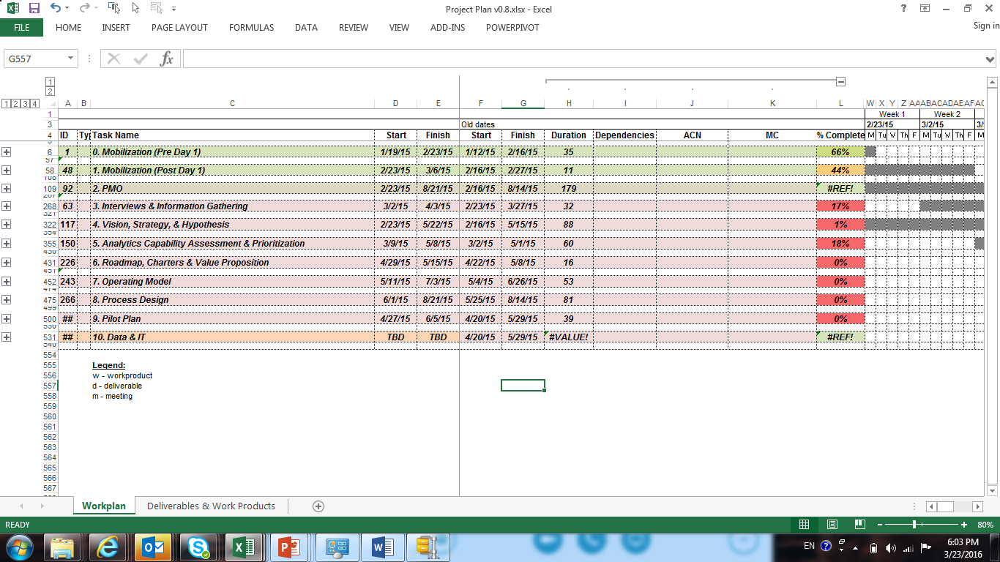 Project Plan v0.8.xlsx - Excel
?
FILE HOME INSERT PAGE LAYOUT FORMULAS DATA REVIEW VIEW ADD-INS POWERPIVOT
Sign in
G557 fx
1
2
1 2 3 4 A B C D E F G H I J K L W X Y Z AA AB AC AD AE AF AG
1 Week 1 Week 2
3 Old dates 2/23/15 3/2/15 3/
4 ID Ty Task Name Start Finish Start Finish Duration Dependencies ACN MC % Complete M Tu W Th F M Tu W Th F M
6 1 0. Mobilization (Pre Day 1) 1/19/15 2/23/15 1/12/15 2/16/15 35 66%
57
58 48 1. Mobilization (Post Day 1) 2/23/15 3/6/15 2/16/15 2/27/15 11 44%
108
109 92 2. PMO 2/23/15 8/21/15 2/16/15 8/14/15 179 #REF!
267
268 63 3. Interviews & Information Gathering 3/2/15 4/3/15 2/23/15 3/27/15 32 17%
321
322 117 4. Vision, Strategy, & Hypothesis 2/23/15 5/22/15 2/16/15 5/15/15 88 1%
354
355 150 5. Analytics Capability Assessment & Prioritization 3/9/15 5/8/15 3/2/15 5/1/15 60 18%
430
431 226 6. Roadmap, Charters & Value Proposition 4/29/15 5/15/15 4/22/15 5/8/15 16 0%
451
452 243 7. Operating Model 5/11/15 7/3/15 5/4/15 6/26/15 53 0%
474
475 266 8. Process Design 6/1/15 8/21/15 5/25/15 8/14/15 81 0%
499
500 ## 9. Pilot Plan 4/27/15 6/5/15 4/20/15 5/29/15 39 0%
530
531 ## 10. Data & IT TBD TBD 4/20/15 5/29/15 #VALUE! #REF!
554
555 Legend:
556 w - workproduct
557 d - deliverable
558 m - meeting
559
560
561
562
563
564
565
566
567
Workplan Deliverables & Work Products
READY 80%
EN 6:03 PM
3/23/2016